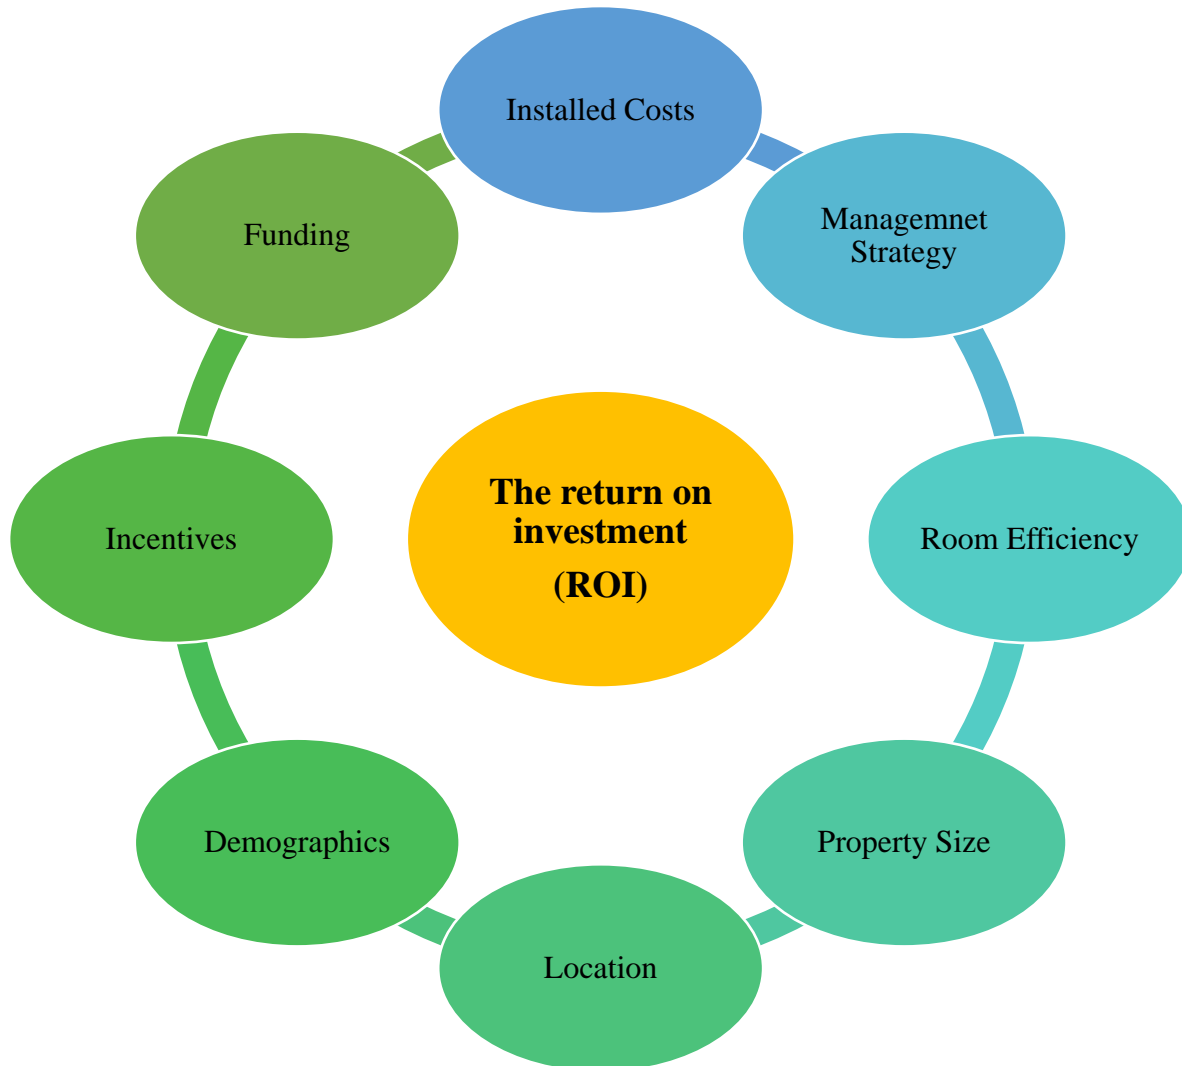 Installed Costs
Funding
Managemnet
Strategy
The return on
investment
(ROI)
Incentives
Room Efficiency
Demographics
Property Size
Location